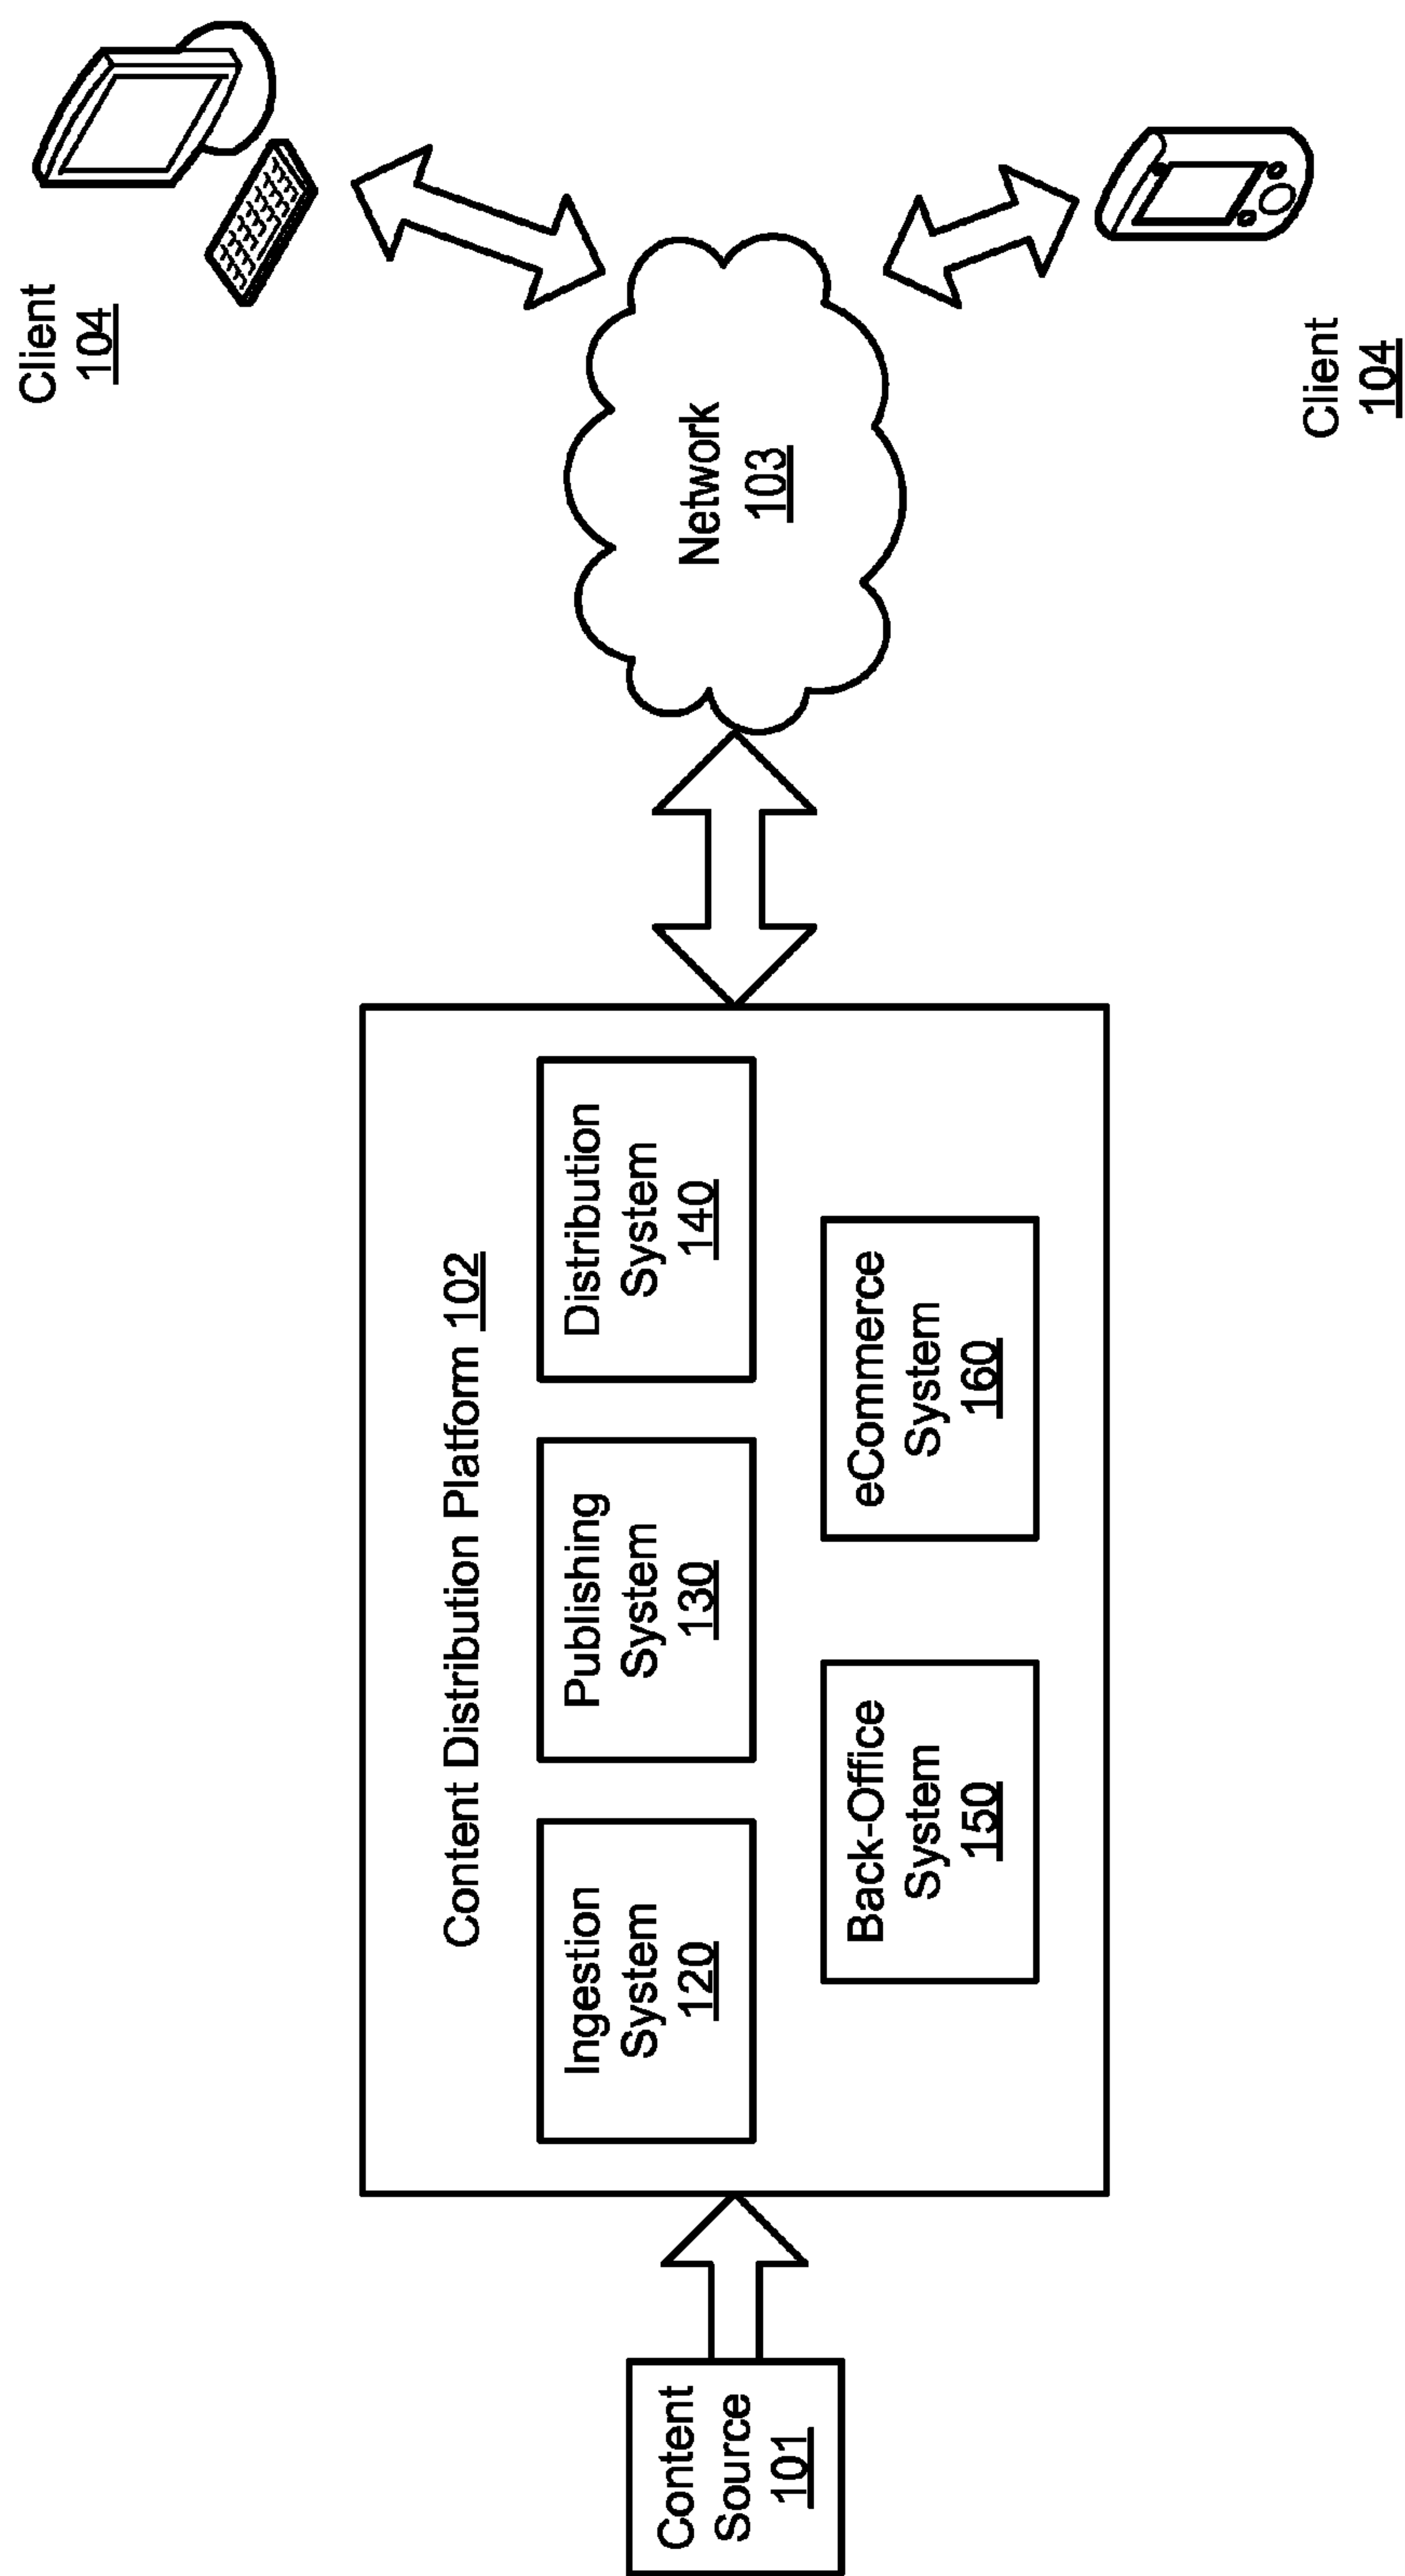 Content
Source
101
Content Distribution Platform 102
Ingestion
System
120
Publishing
System
130
Distribution
System
140
Back-Office
System
150
eCommerce
System
160
Network
103
Client
104
Client
104